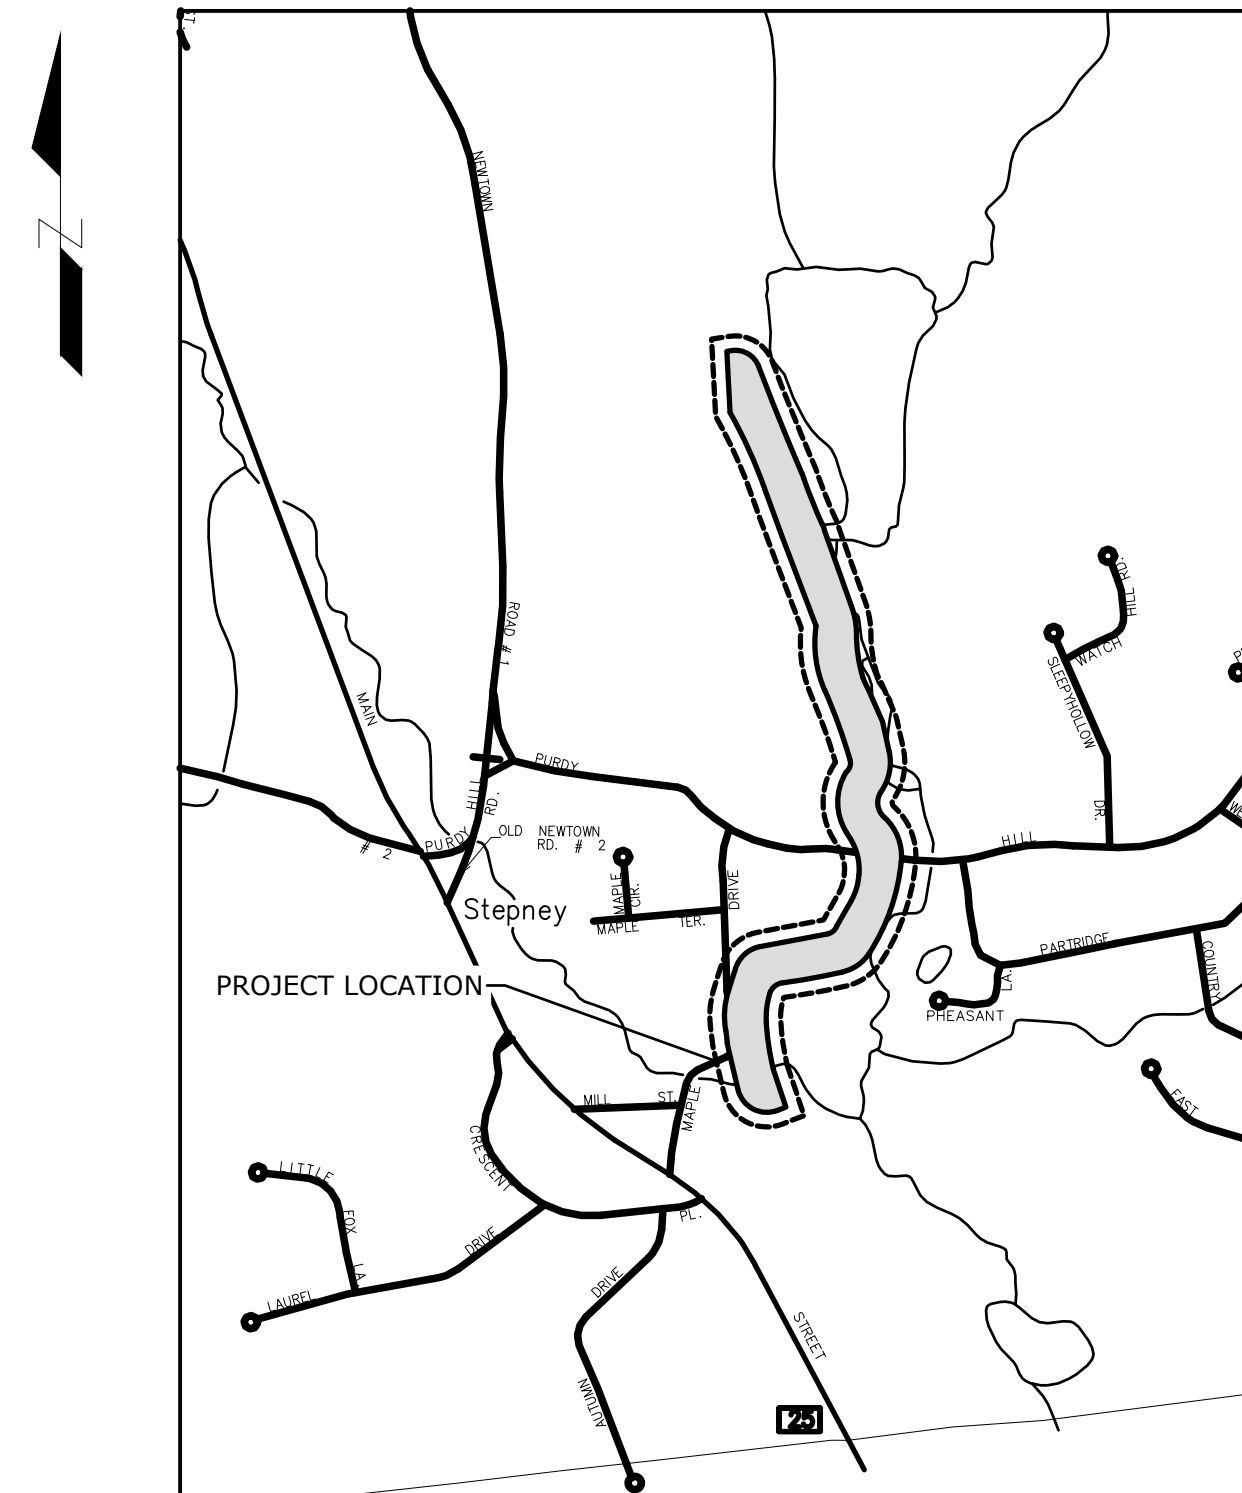 ST.
N
NEWTOWN
ROAD # 1
HILL RD.
WATCH
SLEEPYHOLLOW
DR.
MAIN
PURDY
HILL
RD.
HILL
# 2
PURDY
OLD NEWTOWN
RD. # 2
MAPLE
CIR.
DRIVE
Stepney
MAPLE TER.
PARTRIDGE
COUNTRY
LA.
PROJECT LOCATION
PHEASANT
MILL ST.
MAPLE
EAST
CRESCENT
LITTLE
FOX
LA.
PL.
DRIVE
LAUREL
DRIVE
STREET
AUTUMN
25